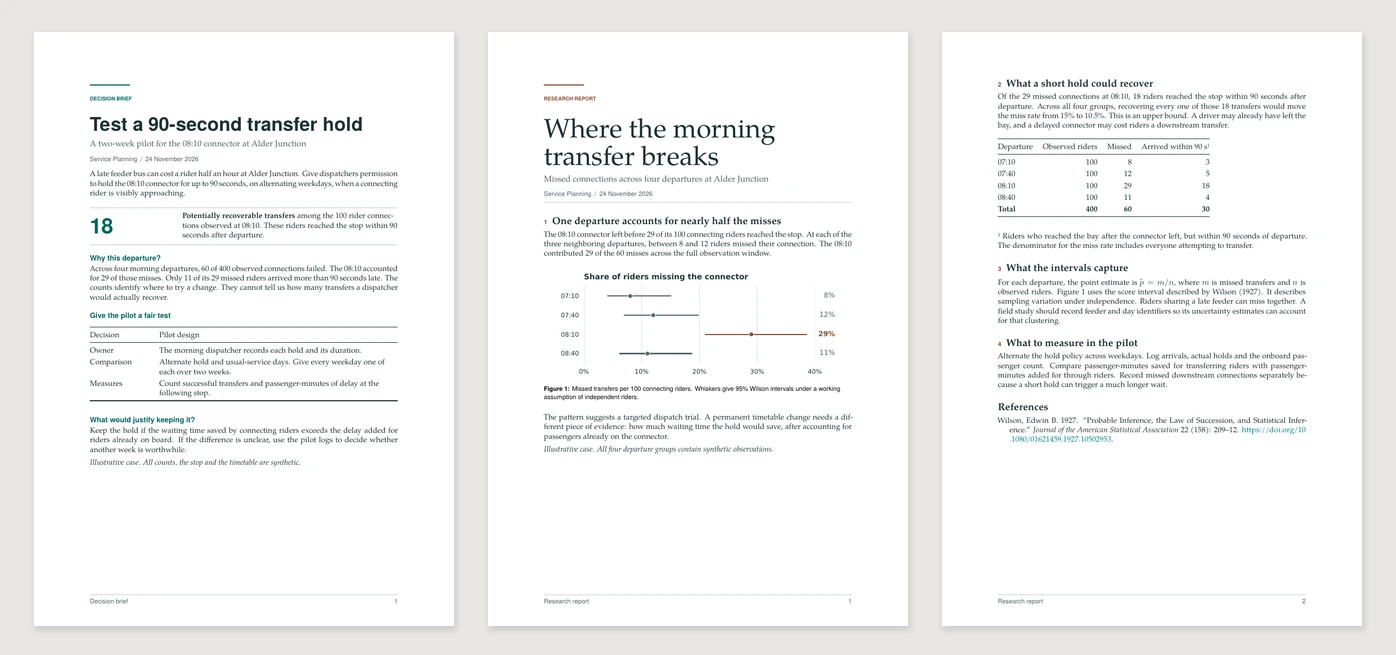 DECISION BRIEF
Test a 90-second transfer hold
A two-week pilot for the 08:10 connector at Alder Junction
Service Planning / 24 November 2026
A late feeder bus can cost a rider half an hour at Alder Junction. Give dispatchers permission
to hold the 08:10 connector for up to 90 seconds, on alternating weekdays, when a connecting
rider is visibly approaching.
18
Potentially recoverable transfers among the 100 rider connec-
tions observed at 08:10. These riders reached the stop within 90
seconds after departure.
Why this departure?
Across four morning departures, 60 of 400 observed connections failed. The 08:10 accounted
for 29 of those misses. Only 11 of its 29 missed riders arrived more than 90 seconds late. The
counts identify where to try a change. They cannot tell us how many transfers a dispatcher
would actually recover.
Give the pilot a fair test
Decision Pilot design
Owner The morning dispatcher records each hold and its duration.
Comparison Alternate hold and usual-service days. Give every weekday one of
each over two weeks.
Measures Count successful transfers and passenger-minutes of delay at the
following stop.
What would justify keeping it?
Keep the hold if the waiting time saved by connecting riders exceeds the delay added for
riders already on board. If the difference is unclear, use the pilot logs to decide whether
another week is worthwhile.
Illustrative case. All counts, the stop and the timetable are synthetic.
Decision brief 1
RESEARCH REPORT
Where the morning
transfer breaks
Missed connections across four departures at Alder Junction
Service Planning / 24 November 2026
1 One departure accounts for nearly half the misses
The 08:10 connector left before 29 of its 100 connecting riders reached the stop. At each of the
three neighboring departures, between 8 and 12 riders missed their connection. The 08:10
contributed 29 of the 60 misses across the full observation window.
Share of riders missing the connector
07:10 8%
07:40 12%
08:10 29%
08:40 11%
0% 10% 20% 30% 40%
Figure 1: Missed transfers per 100 connecting riders. Whiskers give 95% Wilson intervals under a working
assumption of independent riders.
The pattern suggests a targeted dispatch trial. A permanent timetable change needs a dif-
ferent piece of evidence: how much waiting time the hold would save, after accounting for
passengers already on the connector.
Illustrative case. All four departure groups contain synthetic observations.
Research report 1
2 What a short hold could recover
Of the 29 missed connections at 08:10, 18 riders reached the stop within 90 seconds after
departure. Across all four groups, recovering every one of those 18 transfers would move
the miss rate from 15% to 10.5%. This is an upper bound. A driver may already have left the
bay, and a delayed connector may cost riders a downstream transfer.
Departure Observed riders Missed Arrived within 90 s¹
07:10 100 8 3
07:40 100 12 5
08:10 100 29 18
08:40 100 11 4
Total 400 60 30
¹ Riders who reached the bay after the connector left, but within 90 seconds of departure.
The denominator for the miss rate includes everyone attempting to transfer.
3 What the intervals capture
For each departure, the point estimate is p̂ = m/n, where m is missed transfers and n is
observed riders. Figure 1 uses the score interval described by Wilson (1927). It describes
sampling variation under independence. Riders sharing a late feeder can miss together. A
field study should record feeder and day identifiers so its uncertainty estimates can account
for that clustering.
4 What to measure in the pilot
Alternate the hold policy across weekdays. Log arrivals, actual holds and the onboard pas-
senger count. Compare passenger-minutes saved for transferring riders with passenger-
minutes added for through riders. Record missed downstream connections separately be-
cause a short hold can trigger a much longer wait.
References
Wilson, Edwin B. 1927. “Probable Inference, the Law of Succession, and Statistical Infer-
ence.” Journal of the American Statistical Association 22 (158): 209–12. https://doi.org/10
.1080/01621459.1927.10502953.
Research report 2